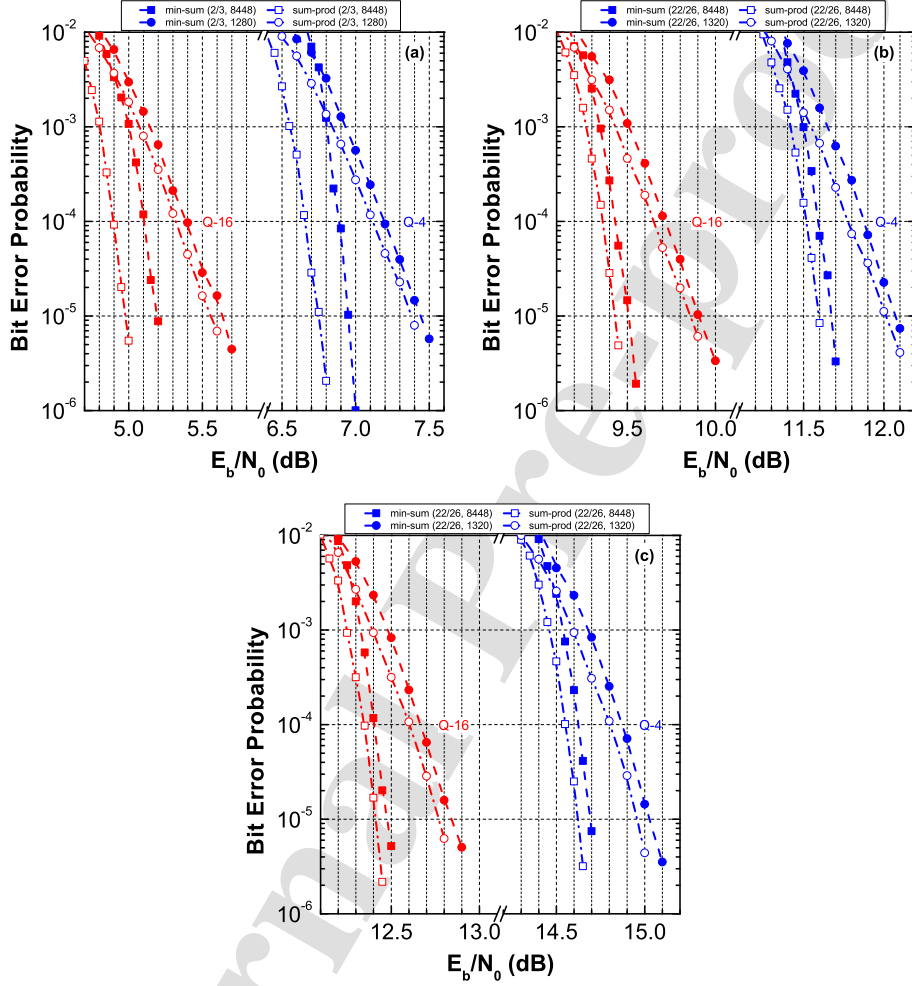 min-sum (2/3, 8448) sum-prod (2/3, 8448)
min-sum (2/3, 1280) sum-prod (2/3, 1280)
(a)
10⁻²
10⁻³
10⁻⁴
10⁻⁵
10⁻⁶
Bit Error Probability
Q-16
Q-4
5.0 5.5 6.5 7.0 7.5
E_b/N_0 (dB)
min-sum (22/26, 8448) sum-prod (22/26, 8448)
min-sum (22/26, 1320) sum-prod (22/26, 1320)
(b)
10⁻²
10⁻³
10⁻⁴
10⁻⁵
10⁻⁶
Bit Error Probability
Q-16
Q-4
9.5 10.0 11.5 12.0
E_b/N_0 (dB)
min-sum (22/26, 8448) sum-prod (22/26, 8448)
min-sum (22/26, 1320) sum-prod (22/26, 1320)
(c)
10⁻²
10⁻³
10⁻⁴
10⁻⁵
10⁻⁶
Bit Error Probability
Q-16
Q-4
12.5 13.0 14.5 15.0
E_b/N_0 (dB)
rnal Pre-proo